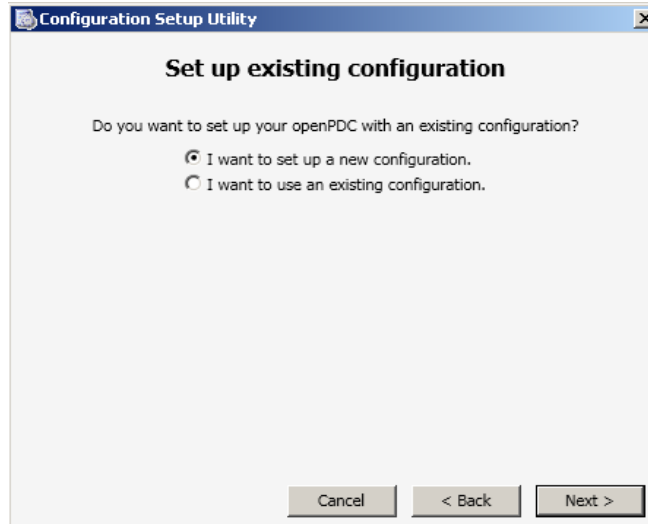 Configuration Setup Utility
Set up existing configuration
Do you want to set up your openPDC with an existing configuration?
I want to set up a new configuration.
I want to use an existing configuration.
Cancel
< Back
Next >